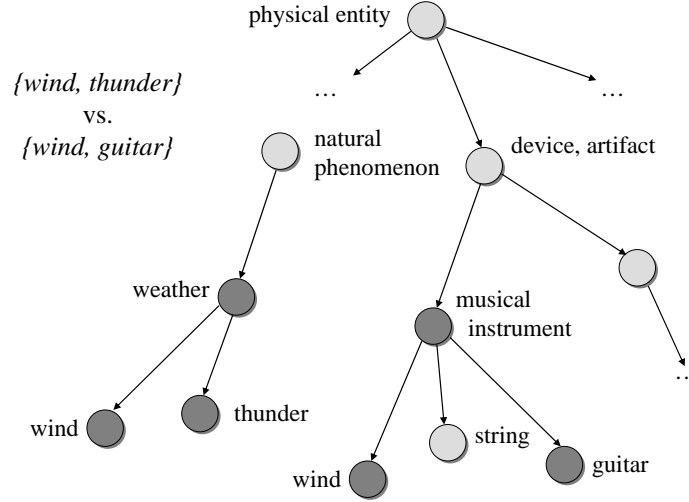 physical entity
...
...
{wind, thunder}
vs.
{wind, guitar}
natural
phenomenon
device, artifact
weather
musical
instrument
...
wind
thunder
string
wind
guitar